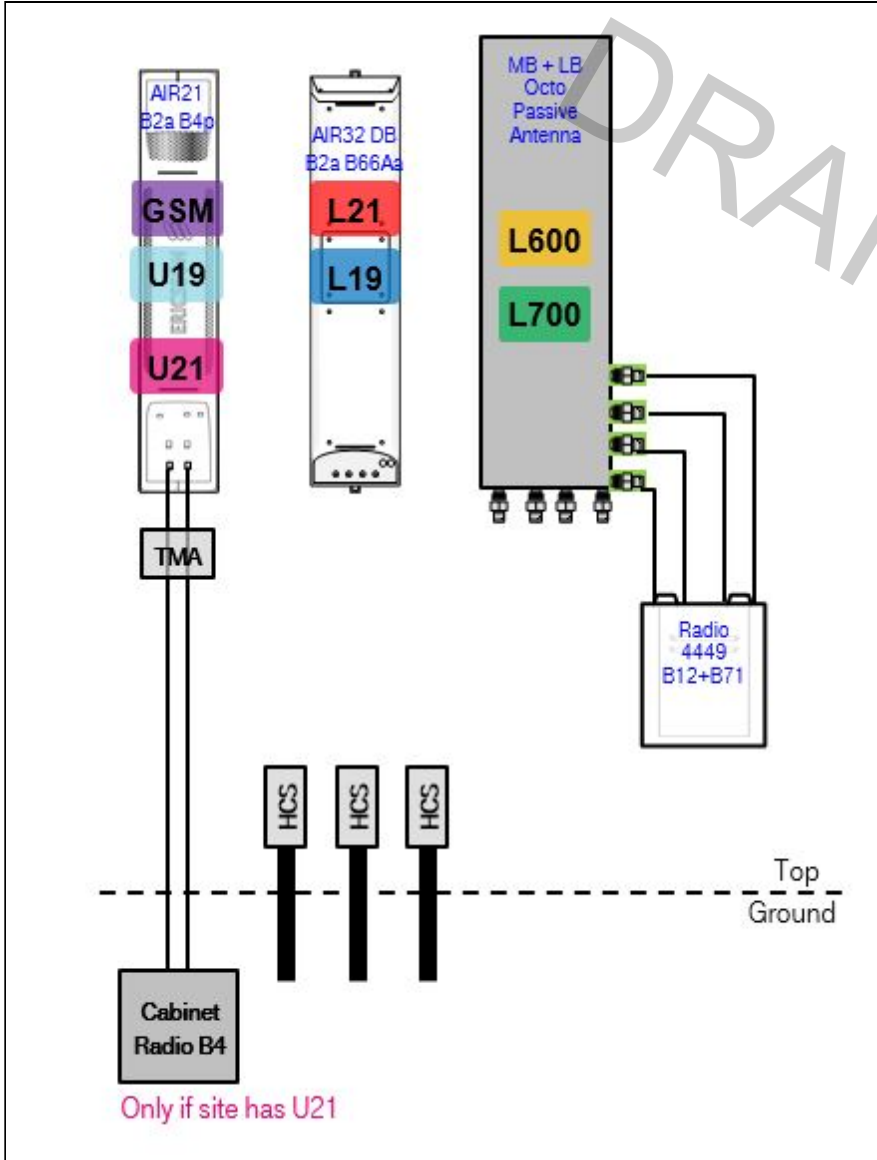 AIR21
B2a B4p
GSM
U19
U21
TMA
AIR32 DB
B2a B66Aa
L21
L19
MB + LB
Octo
Passive
Antenna
L600
L700
Radio
4449
B12+B71
HCS
HCS
HCS
Top
Ground
Cabinet
Radio B4
Only if site has U21